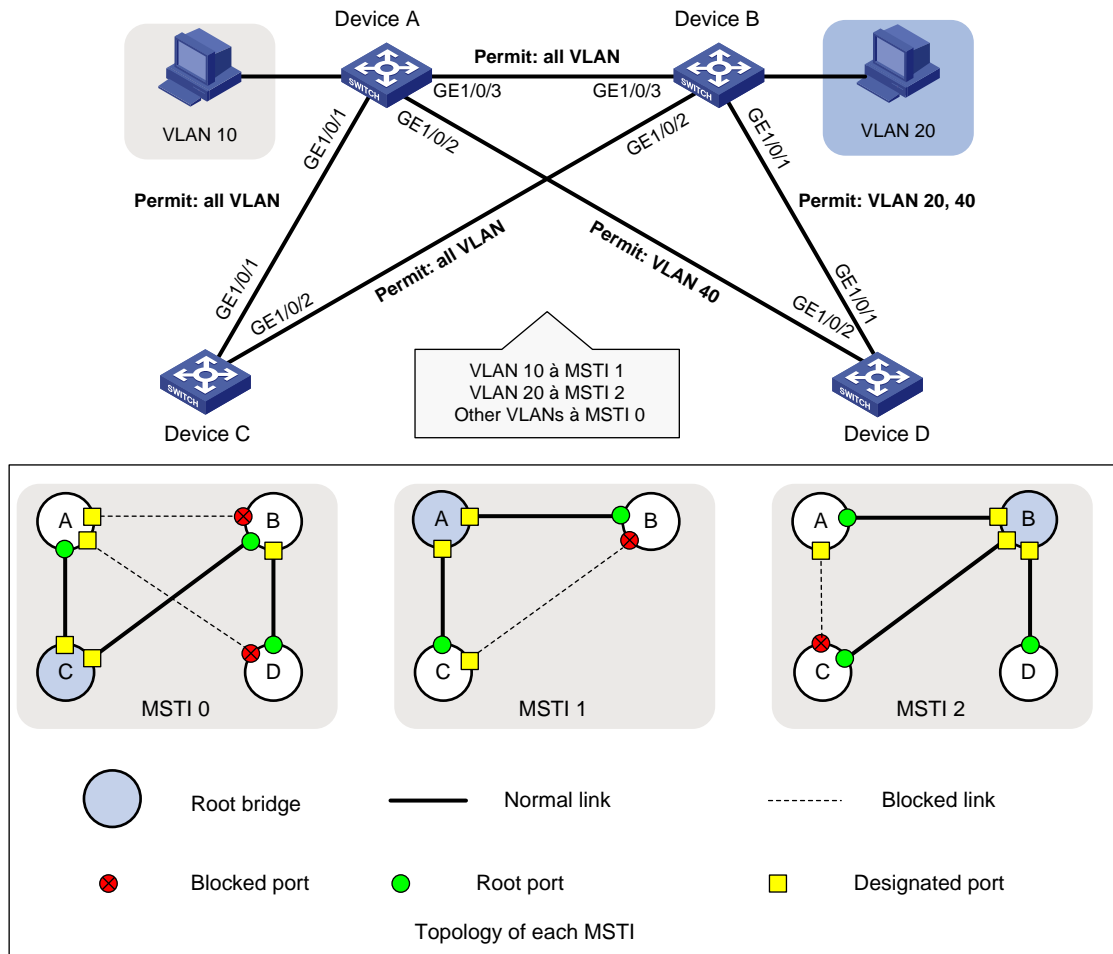 Device A
Device B
Permit: all VLAN
SWITCH
SWITCH
GE1/0/3
GE1/0/3
VLAN 10
VLAN 20
GE1/0/1
GE1/0/2
GE1/0/2
GE1/0/1
Permit: all VLAN
Permit: VLAN 20, 40
Permit: all VLAN
Permit: VLAN 40
GE1/0/1
GE1/0/2
GE1/0/2
GE1/0/1
SWITCH
SWITCH
VLAN 10 à MSTI 1
VLAN 20 à MSTI 2
Other VLANs à MSTI 0
Device C
Device D
A
B
C
D
MSTI 0
A
B
C
MSTI 1
A
B
C
D
MSTI 2
Root bridge
Normal link
Blocked link
Blocked port
Root port
Designated port
Topology of each MSTI